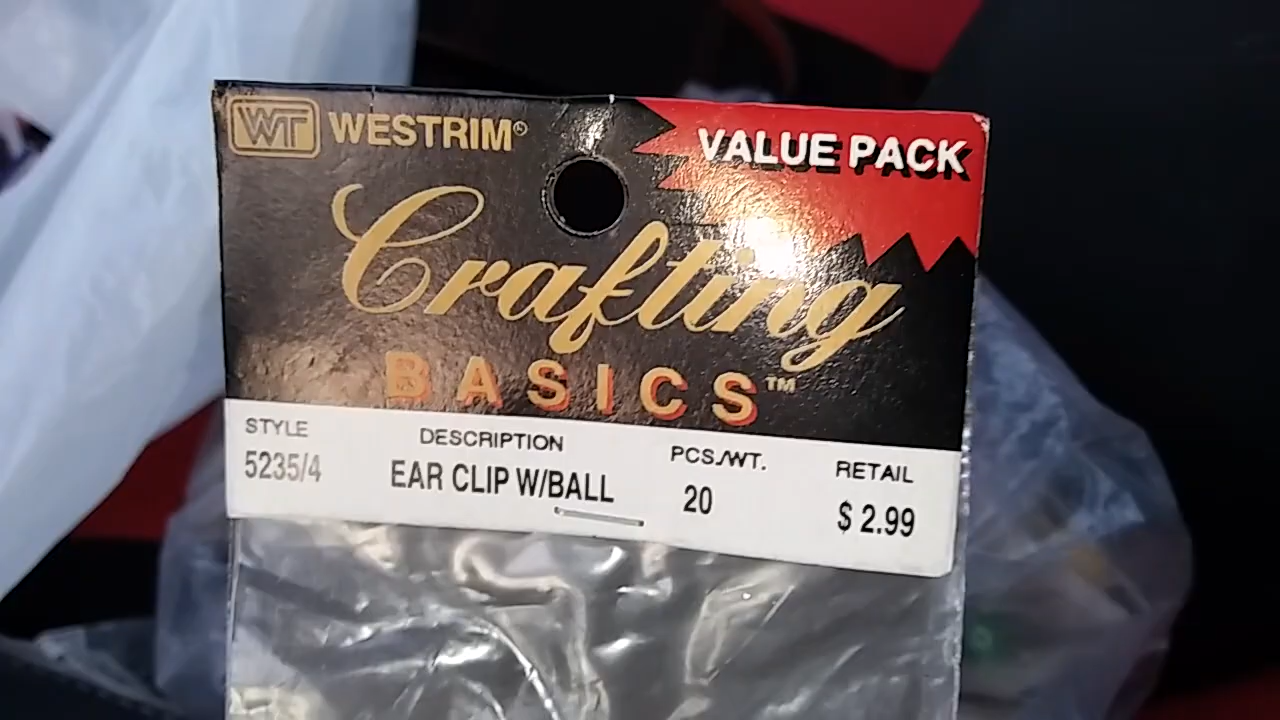 WT WESTRIM®
VALUE PACK
Crafting
BASICS™
STYLE DESCRIPTION PCS./WT. RETAIL
5235/4 EAR CLIP W/BALL 20 $ 2.99